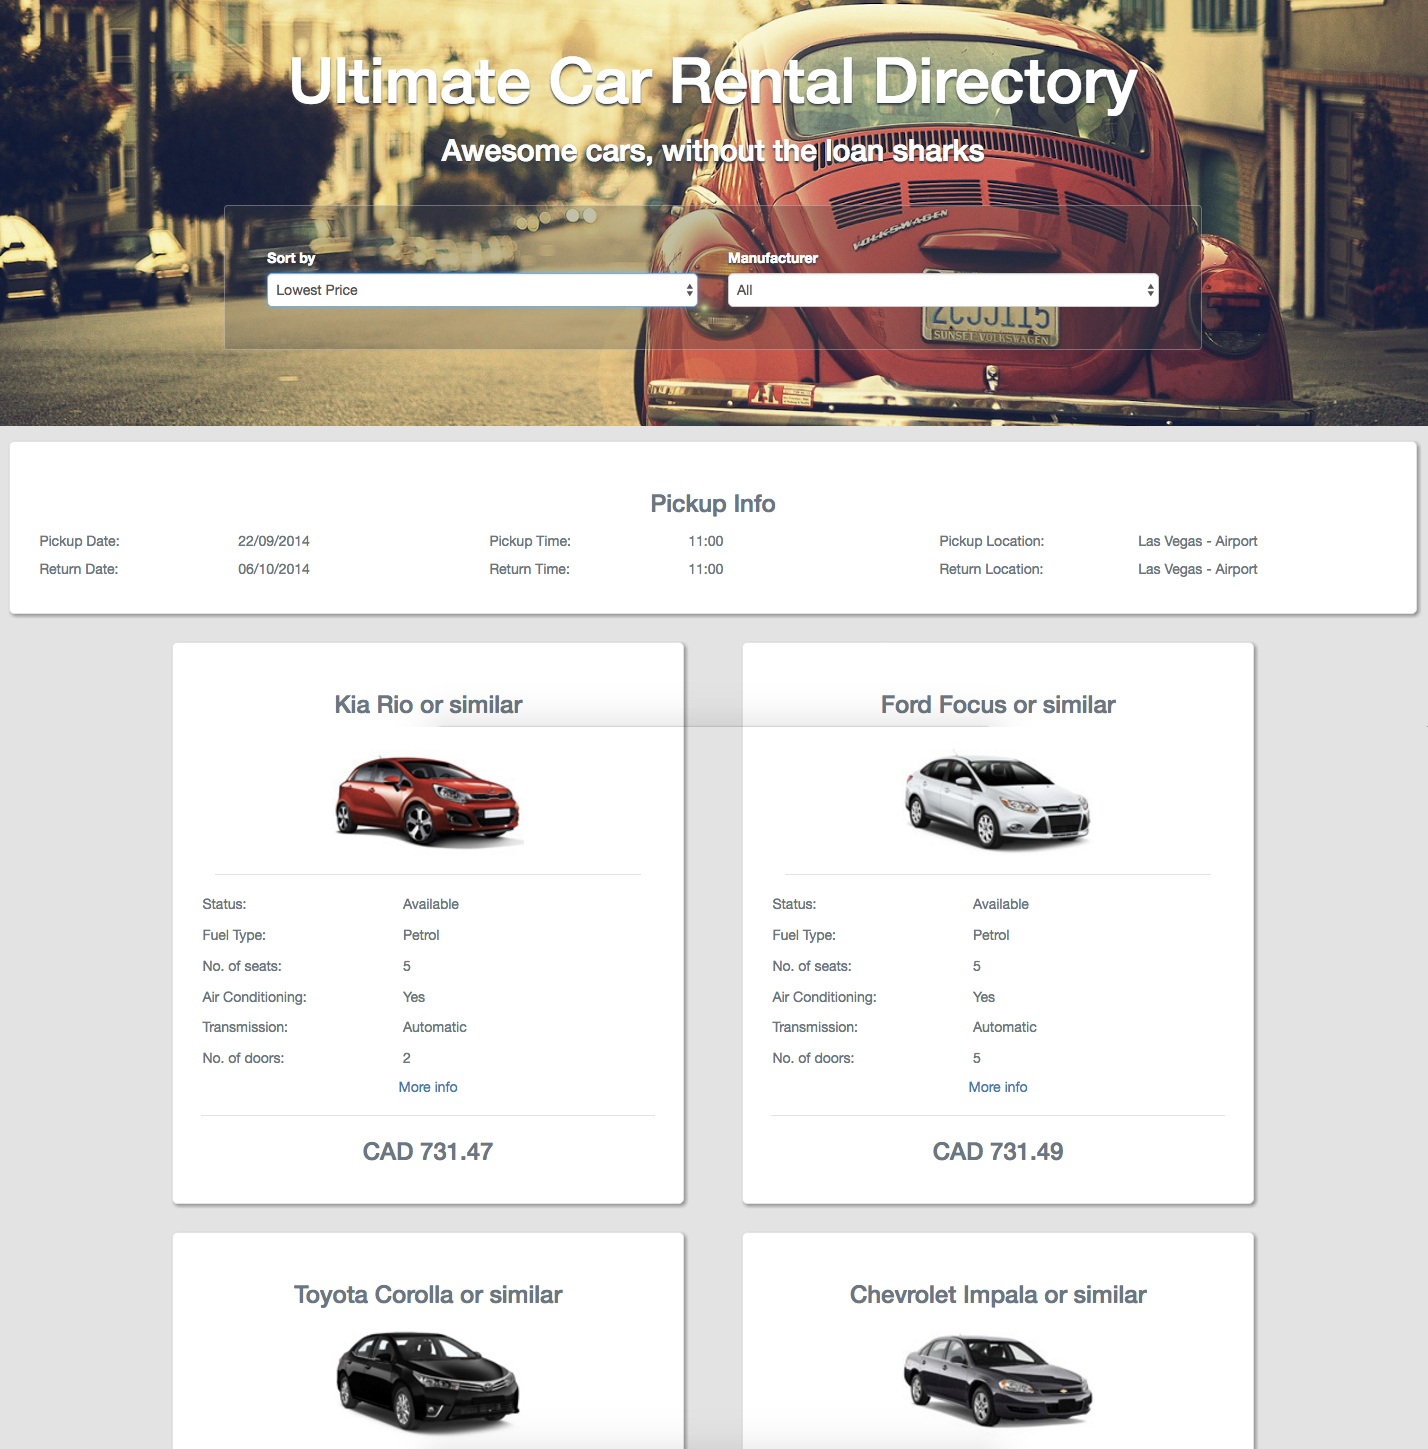 Ultimate Car Rental Directory
Awesome cars, without the loan sharks
VOLKSWAGEN
Sort by
Manufacturer
Lowest Price
All
2CJJ115
SUNSET VOLKSWAGEN
Pickup Info
Pickup Date: 22/09/2014 Pickup Time: 11:00 Pickup Location: Las Vegas - Airport
Return Date: 06/10/2014 Return Time: 11:00 Return Location: Las Vegas - Airport
Kia Rio or similar
Status: Available
Fuel Type: Petrol
No. of seats: 5
Air Conditioning: Yes
Transmission: Automatic
No. of doors: 2
More info
CAD 731.47
Ford Focus or similar
Status: Available
Fuel Type: Petrol
No. of seats: 5
Air Conditioning: Yes
Transmission: Automatic
No. of doors: 5
More info
CAD 731.49
Toyota Corolla or similar
Chevrolet Impala or similar